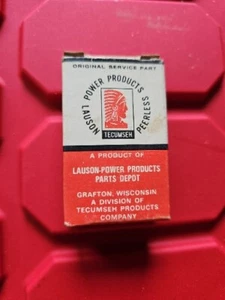 ORIGINAL SERVICE PART
LAUSON POWER PRODUCTS PEERLESS
TECUMSEH
A PRODUCT OF
LAUSON-POWER PRODUCTS
PARTS DEPOT
GRAFTON, WISCONSIN
A DIVISION OF
TECUMSEH PRODUCTS
COMPANY